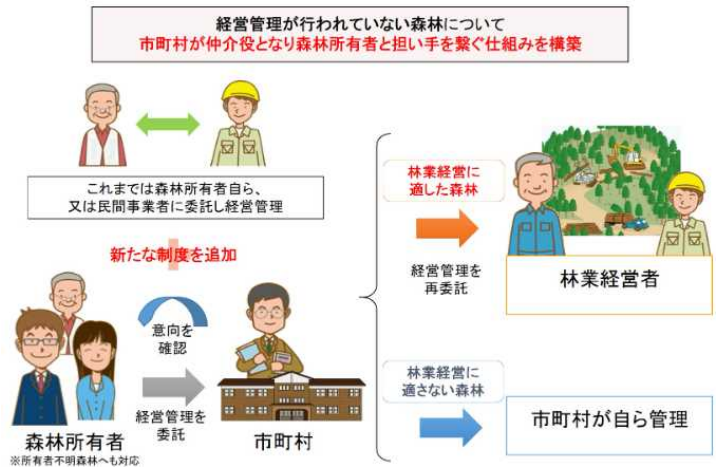 経営管理が行われていない森林について
市町村が仲介役となり森林所有者と担い手を繋ぐ仕組みを構築
これまでは森林所有者自ら、
又は民間事業者に委託し経営管理
新たな制度を追加
意向を
確認
経営管理を
委託
森林所有者
※所有者不明森林へも対応
市町村
林業経営に
適した森林
経営管理を
再委託
林業経営者
林業経営に
適さない森林
市町村が自ら管理